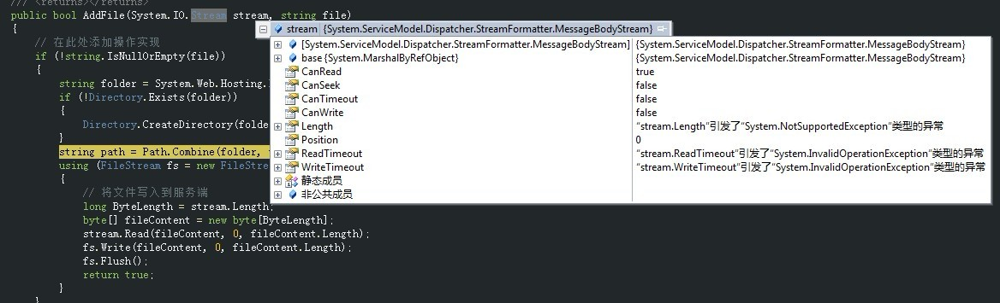 /// <returns></returns>
public bool AddFile(System.IO.Stream stream, string file)
{
stream {System.ServiceModel.Dispatcher.StreamFormatter.MessageBodyStream}
// 在此处添加操作实现
if (!string.IsNullOrEmpty(file))
{
string folder = System.Web.Hosting.
if (!Directory.Exists(folder))
{
Directory.CreateDirectory(folde
}
string path = Path.Combine(folder,
using (FileStream fs = new FileStre
{
[System.ServiceModel.Dispatcher.StreamFormatter.MessageBodyStream] {System.ServiceModel.Dispatcher.StreamFormatter.MessageBodyStream}
base {System.MarshalByRefObject} {System.ServiceModel.Dispatcher.StreamFormatter.MessageBodyStream}
CanRead true
CanSeek false
CanTimeout false
CanWrite false
Length “stream.Length”引发了“System.NotSupportedException”类型的异常
Position 0
ReadTimeout “stream.ReadTimeout”引发了“System.InvalidOperationException”类型的异常
WriteTimeout “stream.WriteTimeout”引发了“System.InvalidOperationException”类型的异常
静态成员
非公共成员
// 将文件写入到服务端
long ByteLength = stream.Length;
byte[] fileContent = new byte[ByteLength];
stream.Read(fileContent, 0, fileContent.Length);
fs.Write(fileContent, 0, fileContent.Length);
fs.Flush();
return true;
}
}